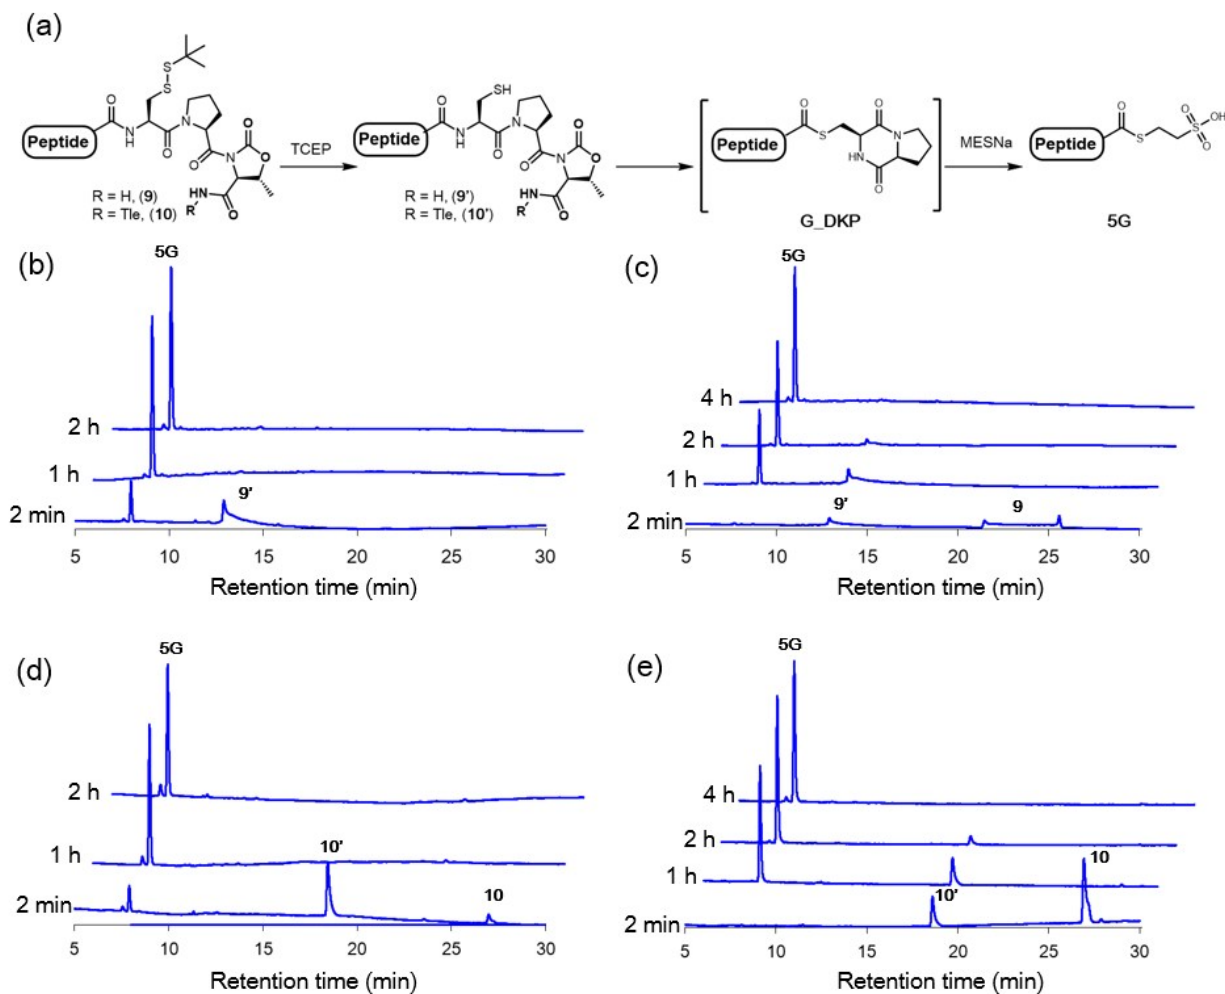 (a)
S
S
SH
O
O
O
O
Peptide
N
H
N
O
O
N
O
O
HN
R
O
TCEP
Peptide
N
H
N
O
O
N
O
O
HN
R
O
Peptide
S
O
N
HN
O
MESNa
Peptide
S
O
S
O
O
OH
R = H, (9)
R = Tle, (10)
R = H, (9')
R = Tle, (10')
G_DKP
5G
(b)
5G
2 h
1 h
9'
2 min
5 10 15 20 25 30
Retention time (min)
(c)
5G
4 h
2 h
1 h
9' 9
2 min
5 10 15 20 25 30
Retention time (min)
(d)
5G
2 h
1 h
10'
10
2 min
5 10 15 20 25 30
Retention time (min)
(e)
5G
4 h
2 h
10
1 h
10'
2 min
5 10 15 20 25 30
Retention time (min)